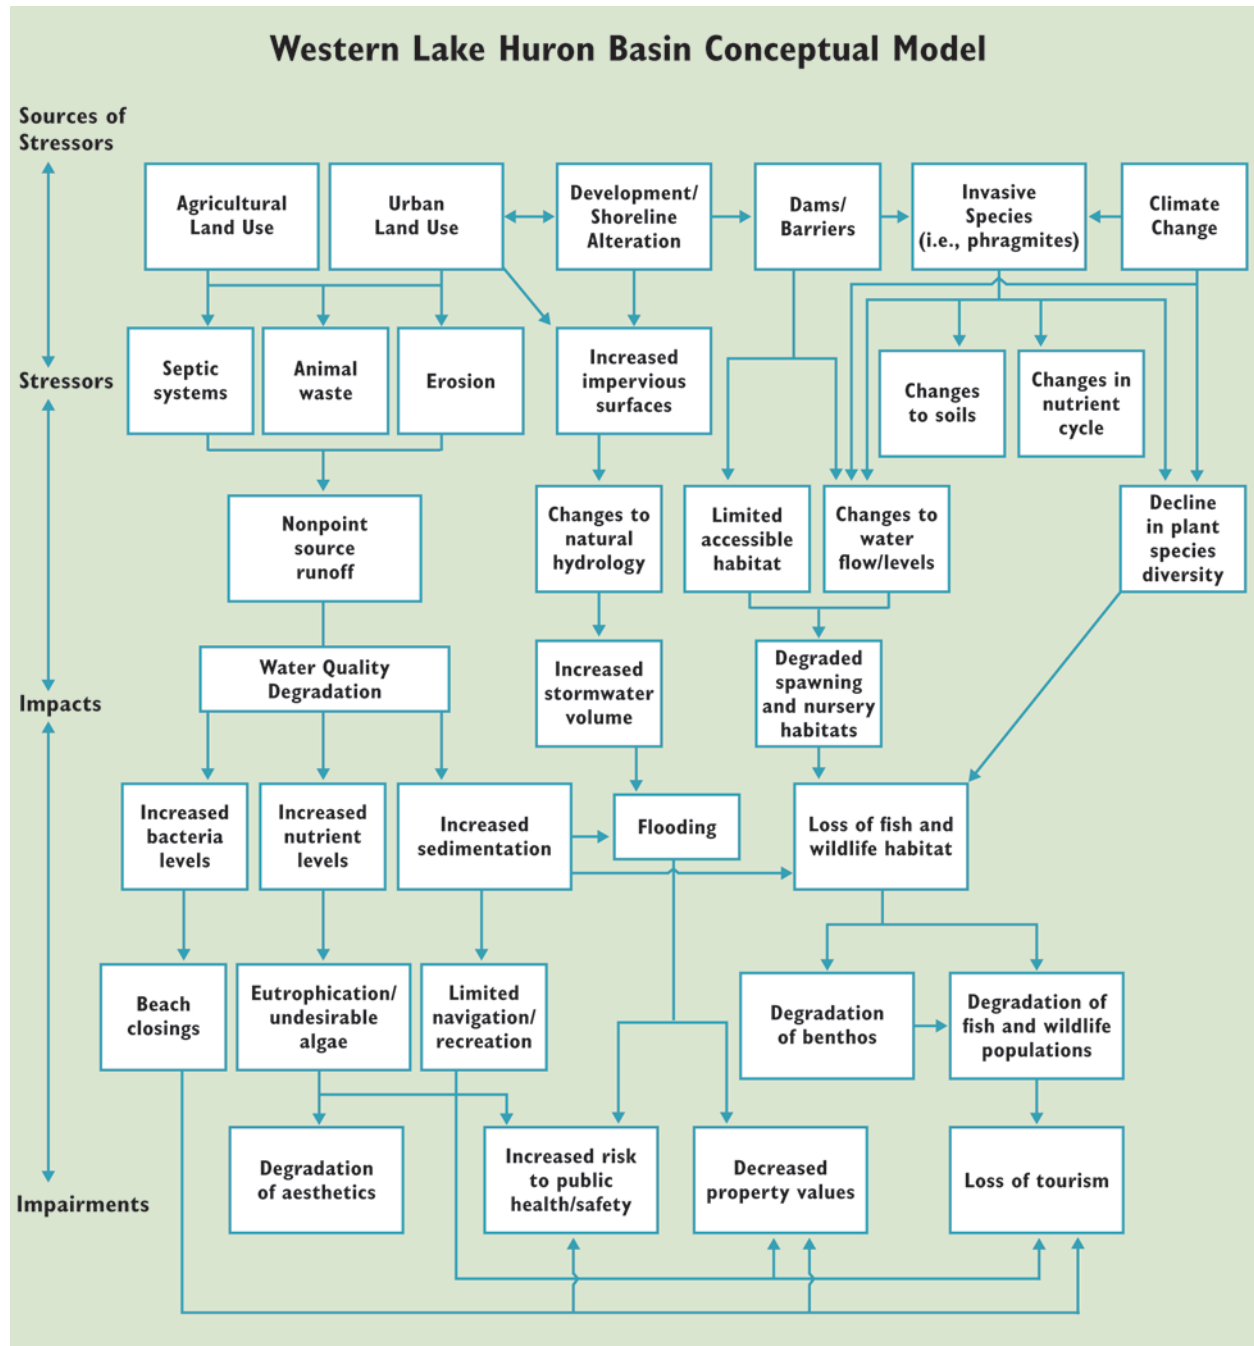 Western Lake Huron Basin Conceptual Model
Sources of
Stressors
Agricultural
Land Use
Urban
Land Use
Development/
Shoreline
Alteration
Dams/
Barriers
Invasive
Species
(i.e., phragmites)
Climate
Change
Stressors
Septic
systems
Animal
waste
Erosion
Increased
impervious
surfaces
Changes
to soils
Changes in
nutrient
cycle
Nonpoint
source
runoff
Changes to
natural
hydrology
Limited
accessible
habitat
Changes to
water
flow/levels
Decline
in plant
species
diversity
Impacts
Water Quality
Degradation
Increased
stormwater
volume
Degraded
spawning
and nursery
habitats
Increased
bacteria
levels
Increased
nutrient
levels
Increased
sedimentation
Flooding
Loss of fish and
wildlife habitat
Beach
closings
Eutrophication/
undesirable
algae
Limited
navigation/
recreation
Degradation
of benthos
Degradation of
fish and wildlife
populations
Impairments
Degradation
of aesthetics
Increased risk
to public
health/safety
Decreased
property values
Loss of tourism